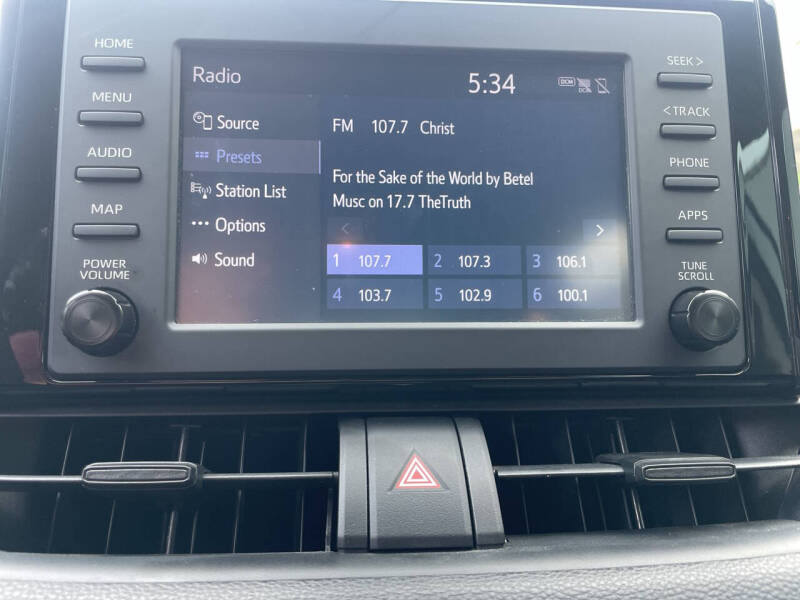 HOME
MENU
AUDIO
MAP
POWER
VOLUME
Radio
5:34
DCM
Source
Presets
Station List
Options
Sound
FM 107.7 Christ
For the Sake of the World by Betel
Musc on 17.7 TheTruth
< >
1 107.7 2 107.3 3 106.1
4 103.7 5 102.9 6 100.1
SEEK >
< TRACK
PHONE
APPS
TUNE
SCROLL